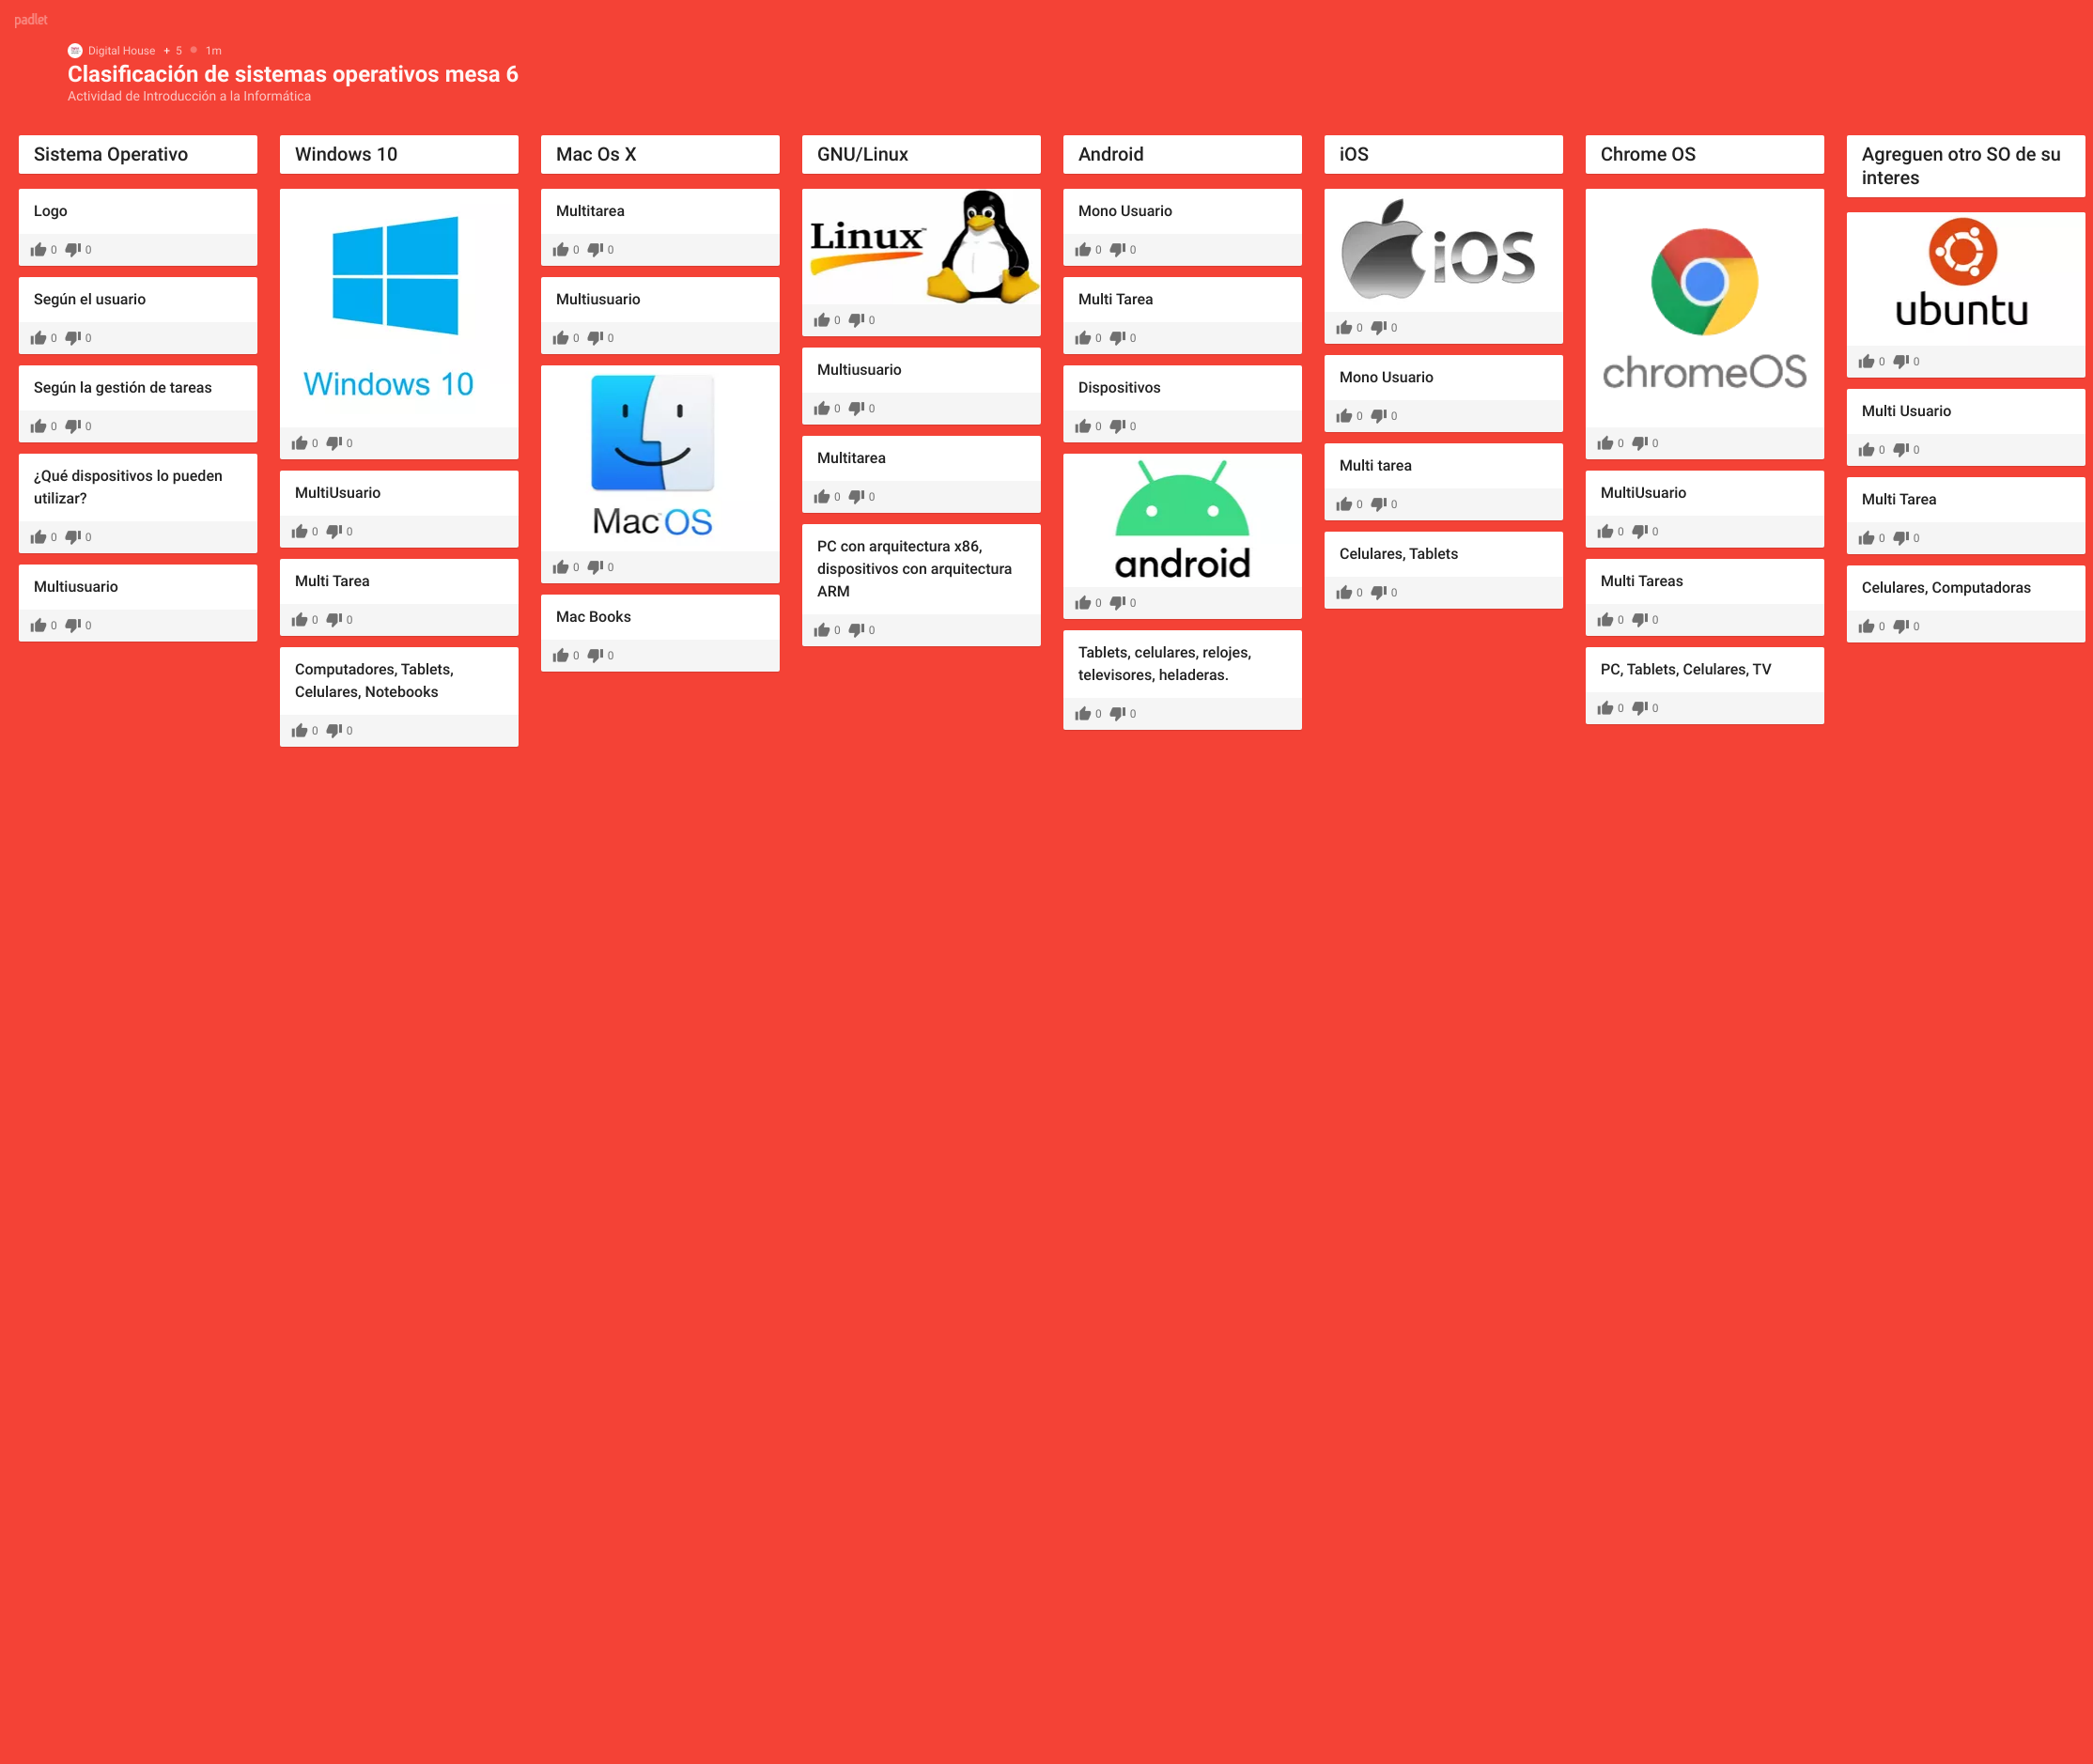 padlet
Digital House + 5 • 1m
Clasificación de sistemas operativos mesa 6
Actividad de Introducción a la Informática
Sistema Operativo
Logo
0 0
Según el usuario
0 0
Según la gestión de tareas
0 0
¿Qué dispositivos lo pueden
utilizar?
0 0
Multiusuario
0 0
Windows 10
Windows 10
0 0
MultiUsuario
0 0
Multi Tarea
0 0
Computadores, Tablets,
Celulares, Notebooks
0 0
Mac Os X
Multitarea
0 0
Multiusuario
0 0
MacOS
0 0
Mac Books
0 0
GNU/Linux
Linux™
0 0
Multiusuario
0 0
Multitarea
0 0
PC con arquitectura x86,
dispositivos con arquitectura
ARM
0 0
Android
Mono Usuario
0 0
Multi Tarea
0 0
Dispositivos
0 0
android
0 0
Tablets, celulares, relojes,
televisores, heladeras.
0 0
iOS
iOS
0 0
Mono Usuario
0 0
Multi tarea
0 0
Celulares, Tablets
0 0
Chrome OS
chromeOS
0 0
MultiUsuario
0 0
Multi Tareas
0 0
PC, Tablets, Celulares, TV
0 0
Agreguen otro SO de su
interes
ubuntu
0 0
Multi Usuario
0 0
Multi Tarea
0 0
Celulares, Computadoras
0 0